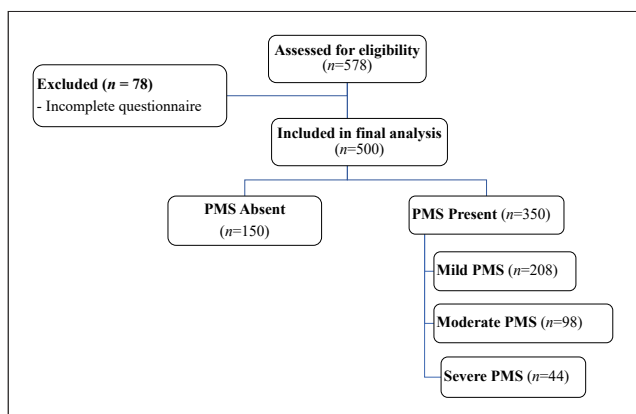 Assessed for eligibility
(n=578)
Excluded (n = 78)
- Incomplete questionnaire
Included in final analysis
(n=500)
PMS Absent
(n=150)
PMS Present (n=350)
Mild PMS (n=208)
Moderate PMS (n=98)
Severe PMS (n=44)